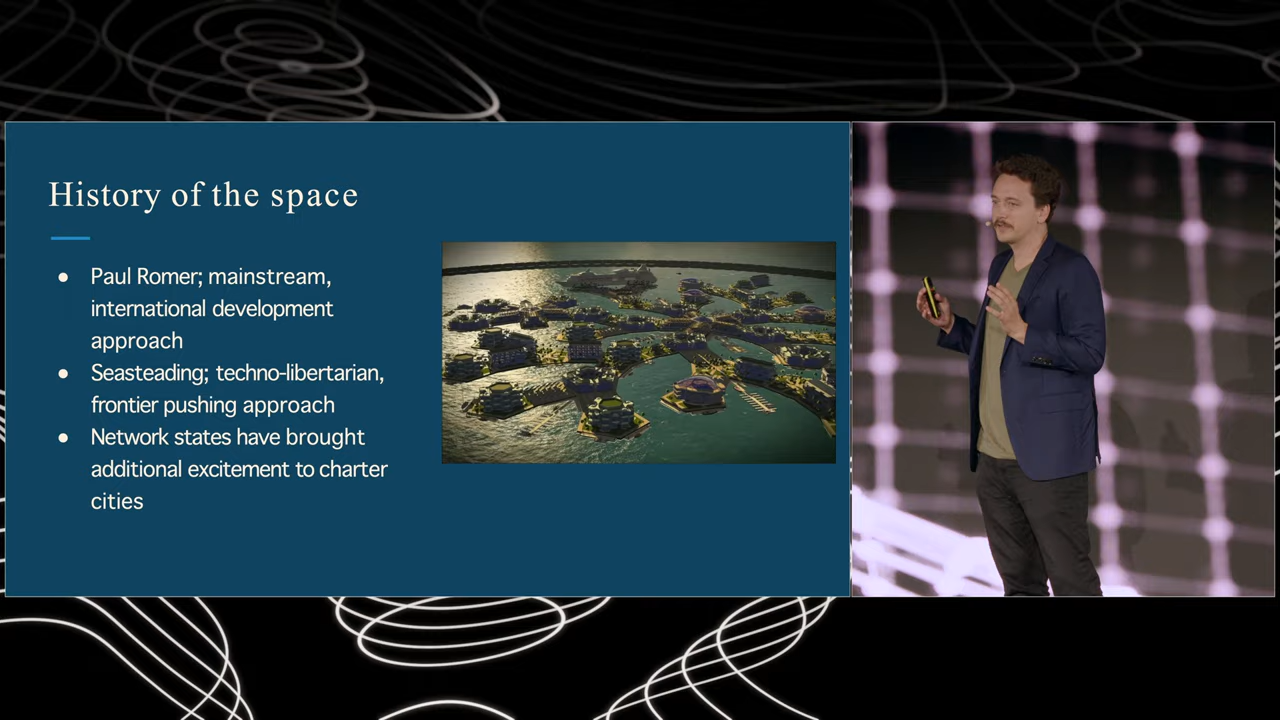 History of the space
• Paul Romer; mainstream,
international development
approach
• Seasteading; techno-libertarian,
frontier pushing approach
• Network states have brought
additional excitement to charter
cities